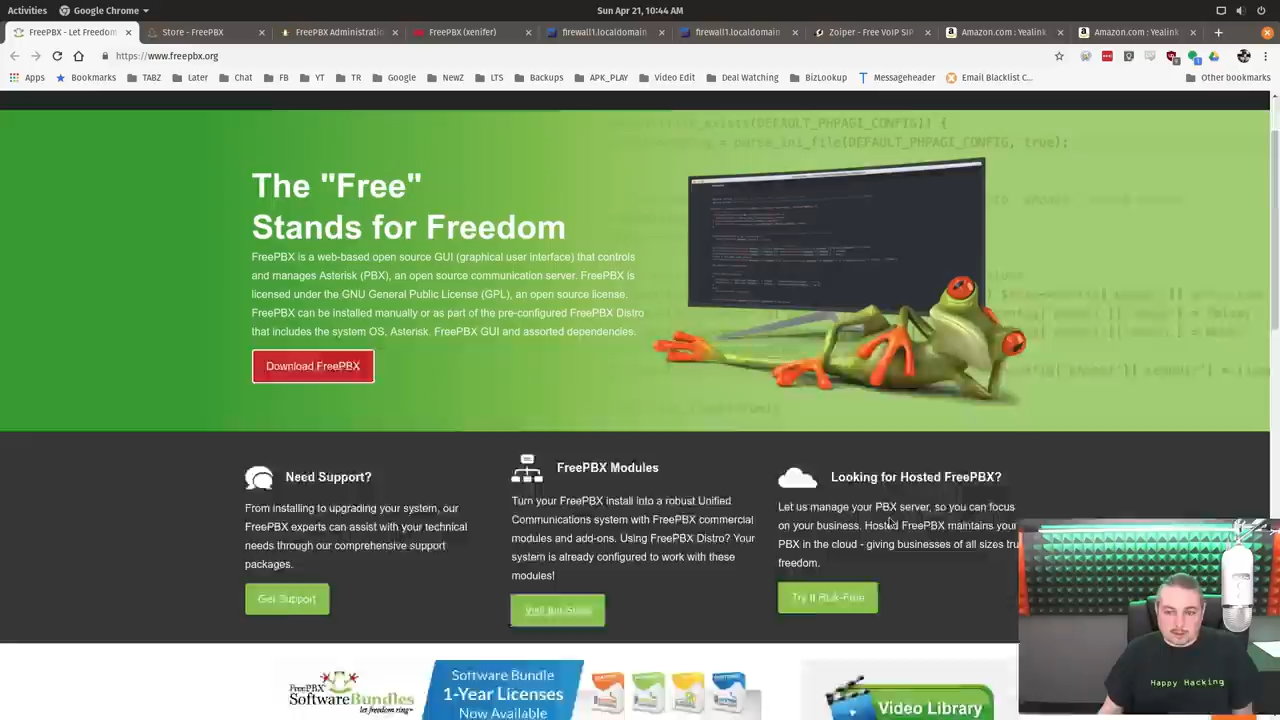 Activities
Google Chrome
Sun Apr 21, 10:44 AM
FreePBX - Let Freedom
Store - FreePBX
FreePBX Administratio
FreePBX (xenifer)
firewall1.localdomain
firewall1.localdomain
Zoiper - Free VoIP SIP
Amazon.com : Yealink
Amazon.com : Yealink
https://www.freepbx.org
Apps
Bookmarks
TABZ
Later
Chat
FB
YT
TR
Google
NewZ
LTS
Backups
APK_PLAY
Video Edit
Deal Watching
BizLookup
Messageheader
Email Blacklist C...
Other bookmarks
(DEFAULT_PHPAGI_CONFIG)) {
= parse_ini_file(DEFAULT_PHPAGI_CONFIG, true);
The "Free"
Stands for Freedom
FreePBX is a web-based open source GUI (graphical user interface) that controls
and manages Asterisk (PBX), an open source communication server. FreePBX is
licensed under the GNU General Public License (GPL), an open source license.
FreePBX can be installed manually or as part of the pre-configured FreePBX Distro
that includes the system OS, Asterisk, FreePBX GUI and assorted dependencies.
Download FreePBX
Need Support?
From installing to upgrading your system, our
FreePBX experts can assist with your technical
needs through our comprehensive support
packages.
Get Support
FreePBX Modules
Turn your FreePBX install into a robust Unified
Communications system with FreePBX commercial
modules and add-ons. Using FreePBX Distro? Your
system is already configured to work with these
modules!
Visit the Store
Looking for Hosted FreePBX?
Let us manage your PBX server, so you can focus
on your business. Hosted FreePBX maintains your
PBX in the cloud - giving businesses of all sizes tru
freedom.
Try It Risk-Free
FreePBX
SoftwareBundles
let freedom ring
Software Bundle
1-Year Licenses
Now Available
Video Library
Happy Hacking